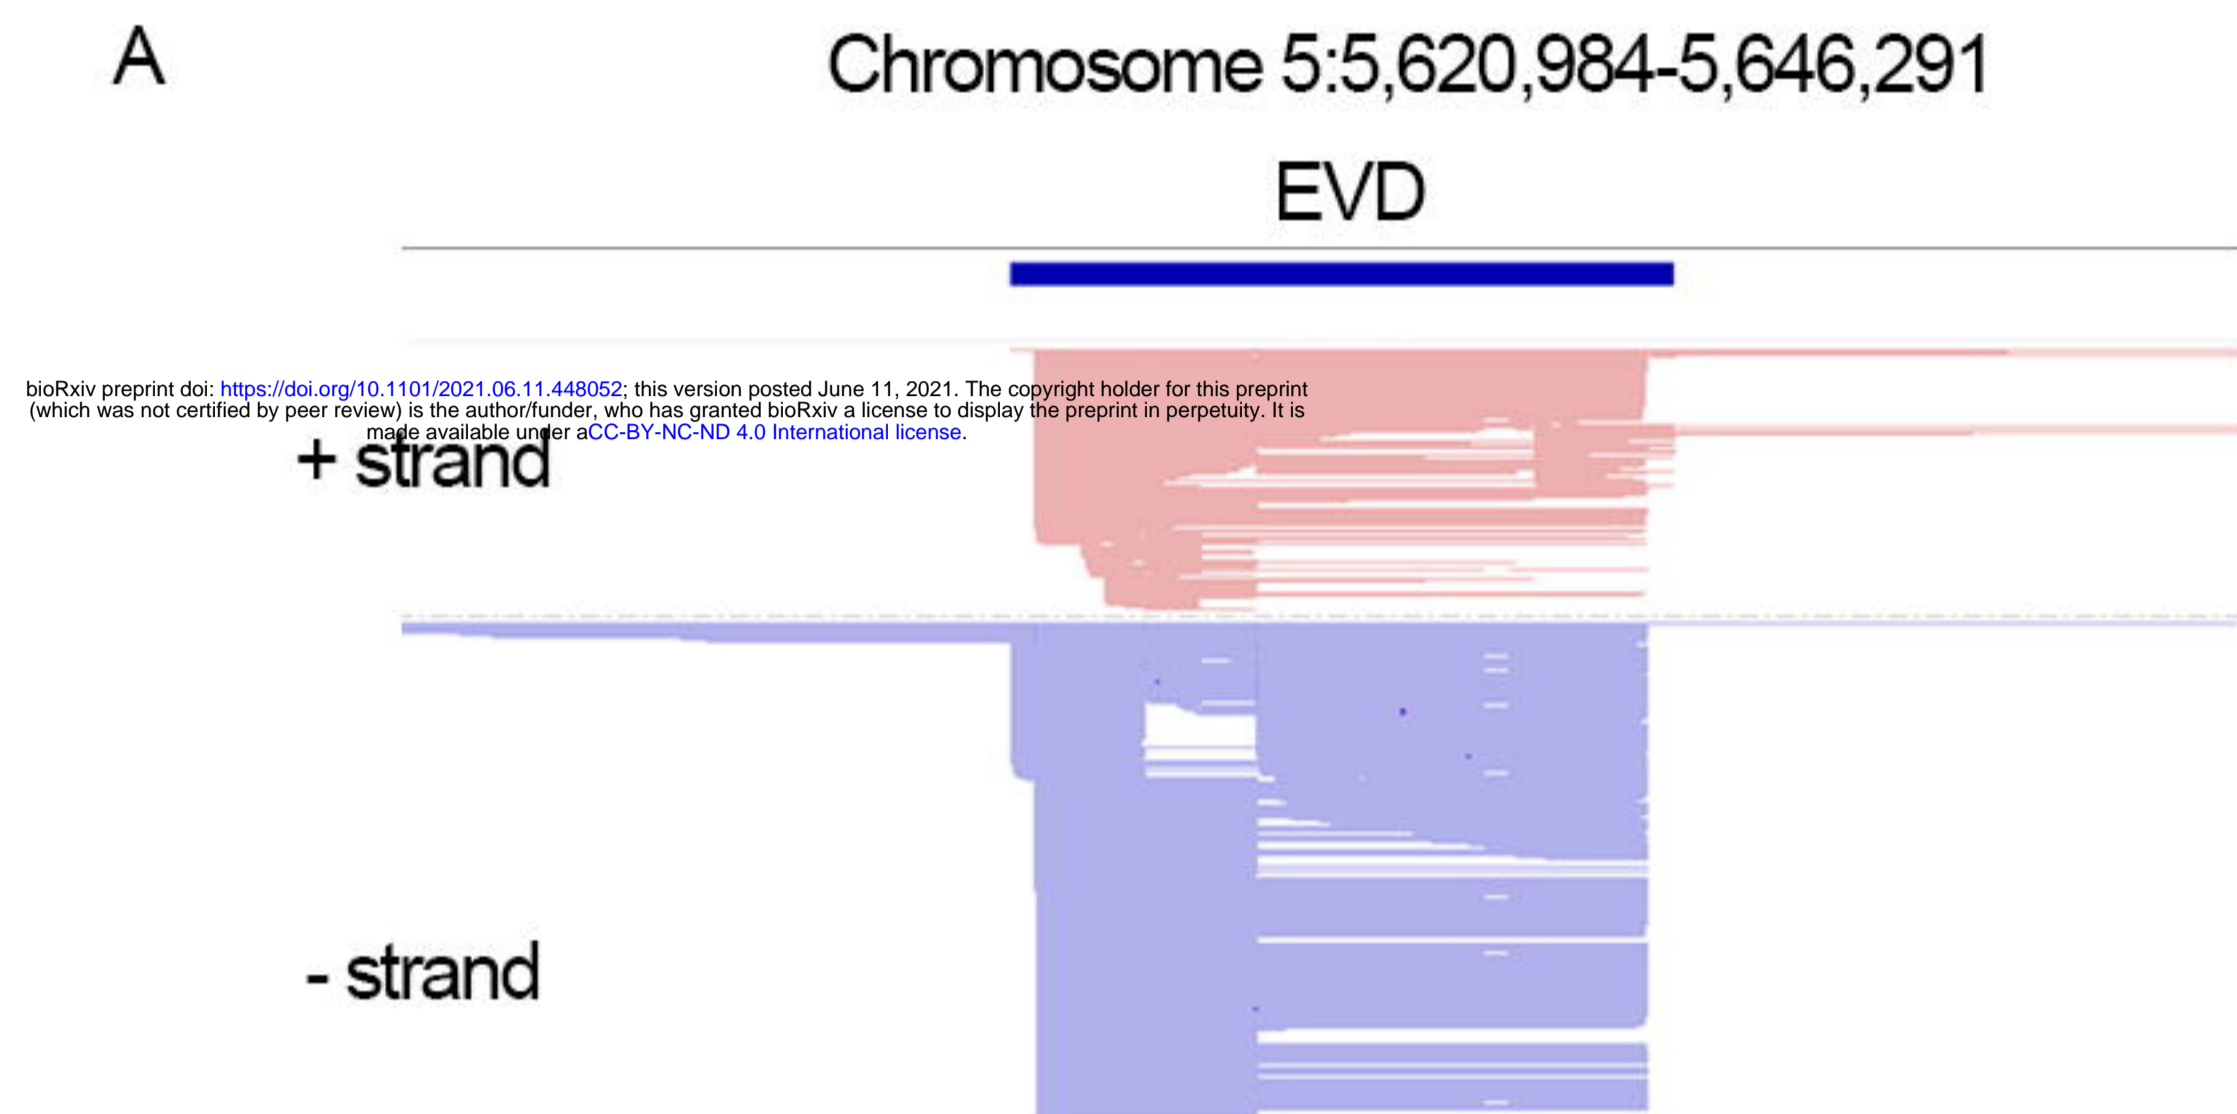 A
Chromosome 5:5,620,984-5,646,291
EVD
bioRxiv preprint doi: https://doi.org/10.1101/2021.06.11.448052; this version posted June 11, 2021. The copyright holder for this preprint
(which was not certified by peer review) is the author/funder, who has granted bioRxiv a license to display the preprint in perpetuity. It is
made available under aCC-BY-NC-ND 4.0 International license.
+ strand
- strand